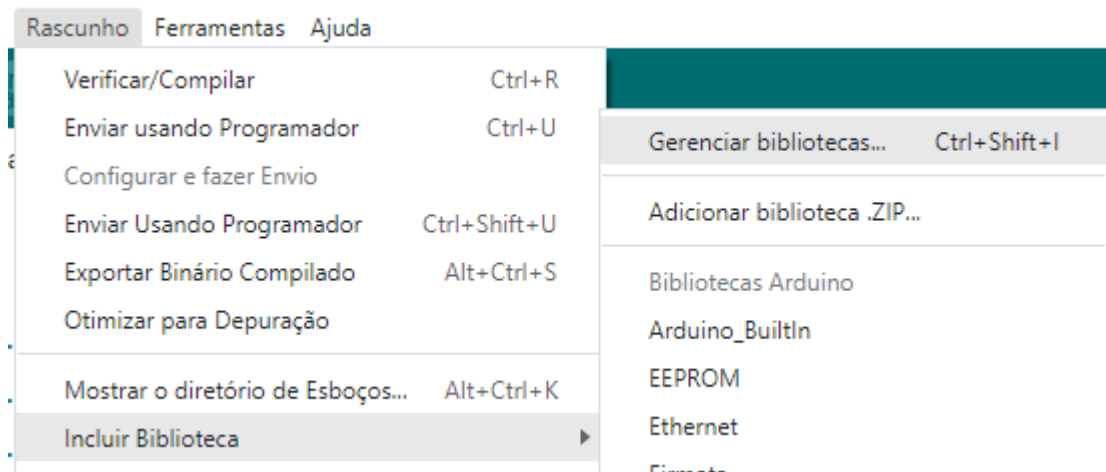 Rascunho Ferramentas Ajuda
Verificar/Compilar Ctrl+R
Enviar usando Programador Ctrl+U
Configurar e fazer Envio
Enviar Usando Programador Ctrl+Shift+U
Exportar Binário Compilado Alt+Ctrl+S
Otimizar para Depuração
Mostrar o diretório de Esboços... Alt+Ctrl+K
Incluir Biblioteca
Gerenciar bibliotecas... Ctrl+Shift+I
Adicionar biblioteca .ZIP...
Bibliotecas Arduino
Arduino_BuiltIn
EEPROM
Ethernet